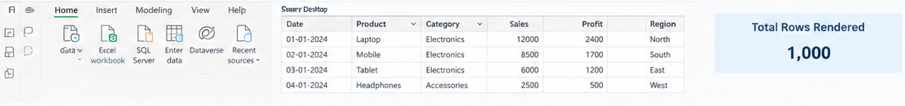 Home Insert Modeling View Help
data
Excel
workbook
SQL
Server
Enter
data
Dataverse
Recent
sources
Date Product Category Sales Profit Region
01-01-2024 Laptop Electronics 12000 2400 North
02-01-2024 Mobile Electronics 8500 1700 South
03-01-2024 Tablet Electronics 6000 1200 East
04-01-2024 Headphones Accessories 2500 500 West
Total Rows Rendered
1,000